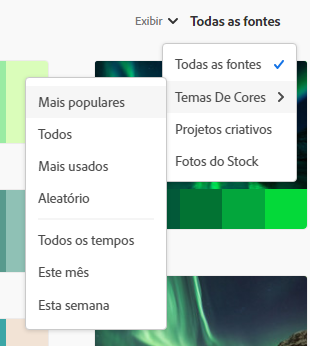 Exibir Todas as fontes
Todas as fontes
Temas De Cores
Projetos criativos
Fotos do Stock
Mais populares
Todos
Mais usados
Aleatório
Todos os tempos
Este mês
Esta semana